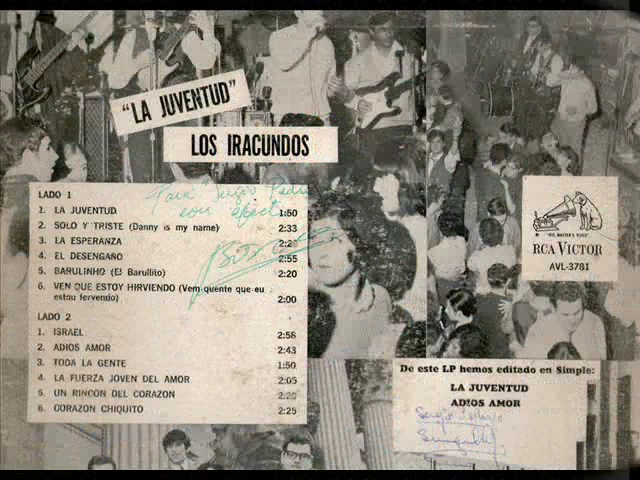 "LA JUVENTUD"
LOS IRACUNDOS
LADO 1
1. LA JUVENTUD 1:50
2. SOLO Y TRISTE (Danny is my name) 2:33
3. LA ESPERANZA
4. EL DESENGAÑO 2:55
5. BARULINHO (El Barullito) 2:20
6. VEN QUE ESTOY HIRVIENDO (Vem quente que eu
estou fervendo) 2:00
LADO 2
1. ISRAEL 2:58
2. ADIOS AMOR 2:43
3. TODA LA GENTE 1:50
4. LA FUERZA JOVEN DEL AMOR 2:05
5. UN RINCON DEL CORAZON
6. CORAZON CHIQUITO 2:25
Para Sergio
con afecto
"HIS MASTER'S VOICE"
RCA VICTOR
AVL-3781
De este LP hemos editado en Simple:
LA JUVENTUD
ADIOS AMOR
Sergio